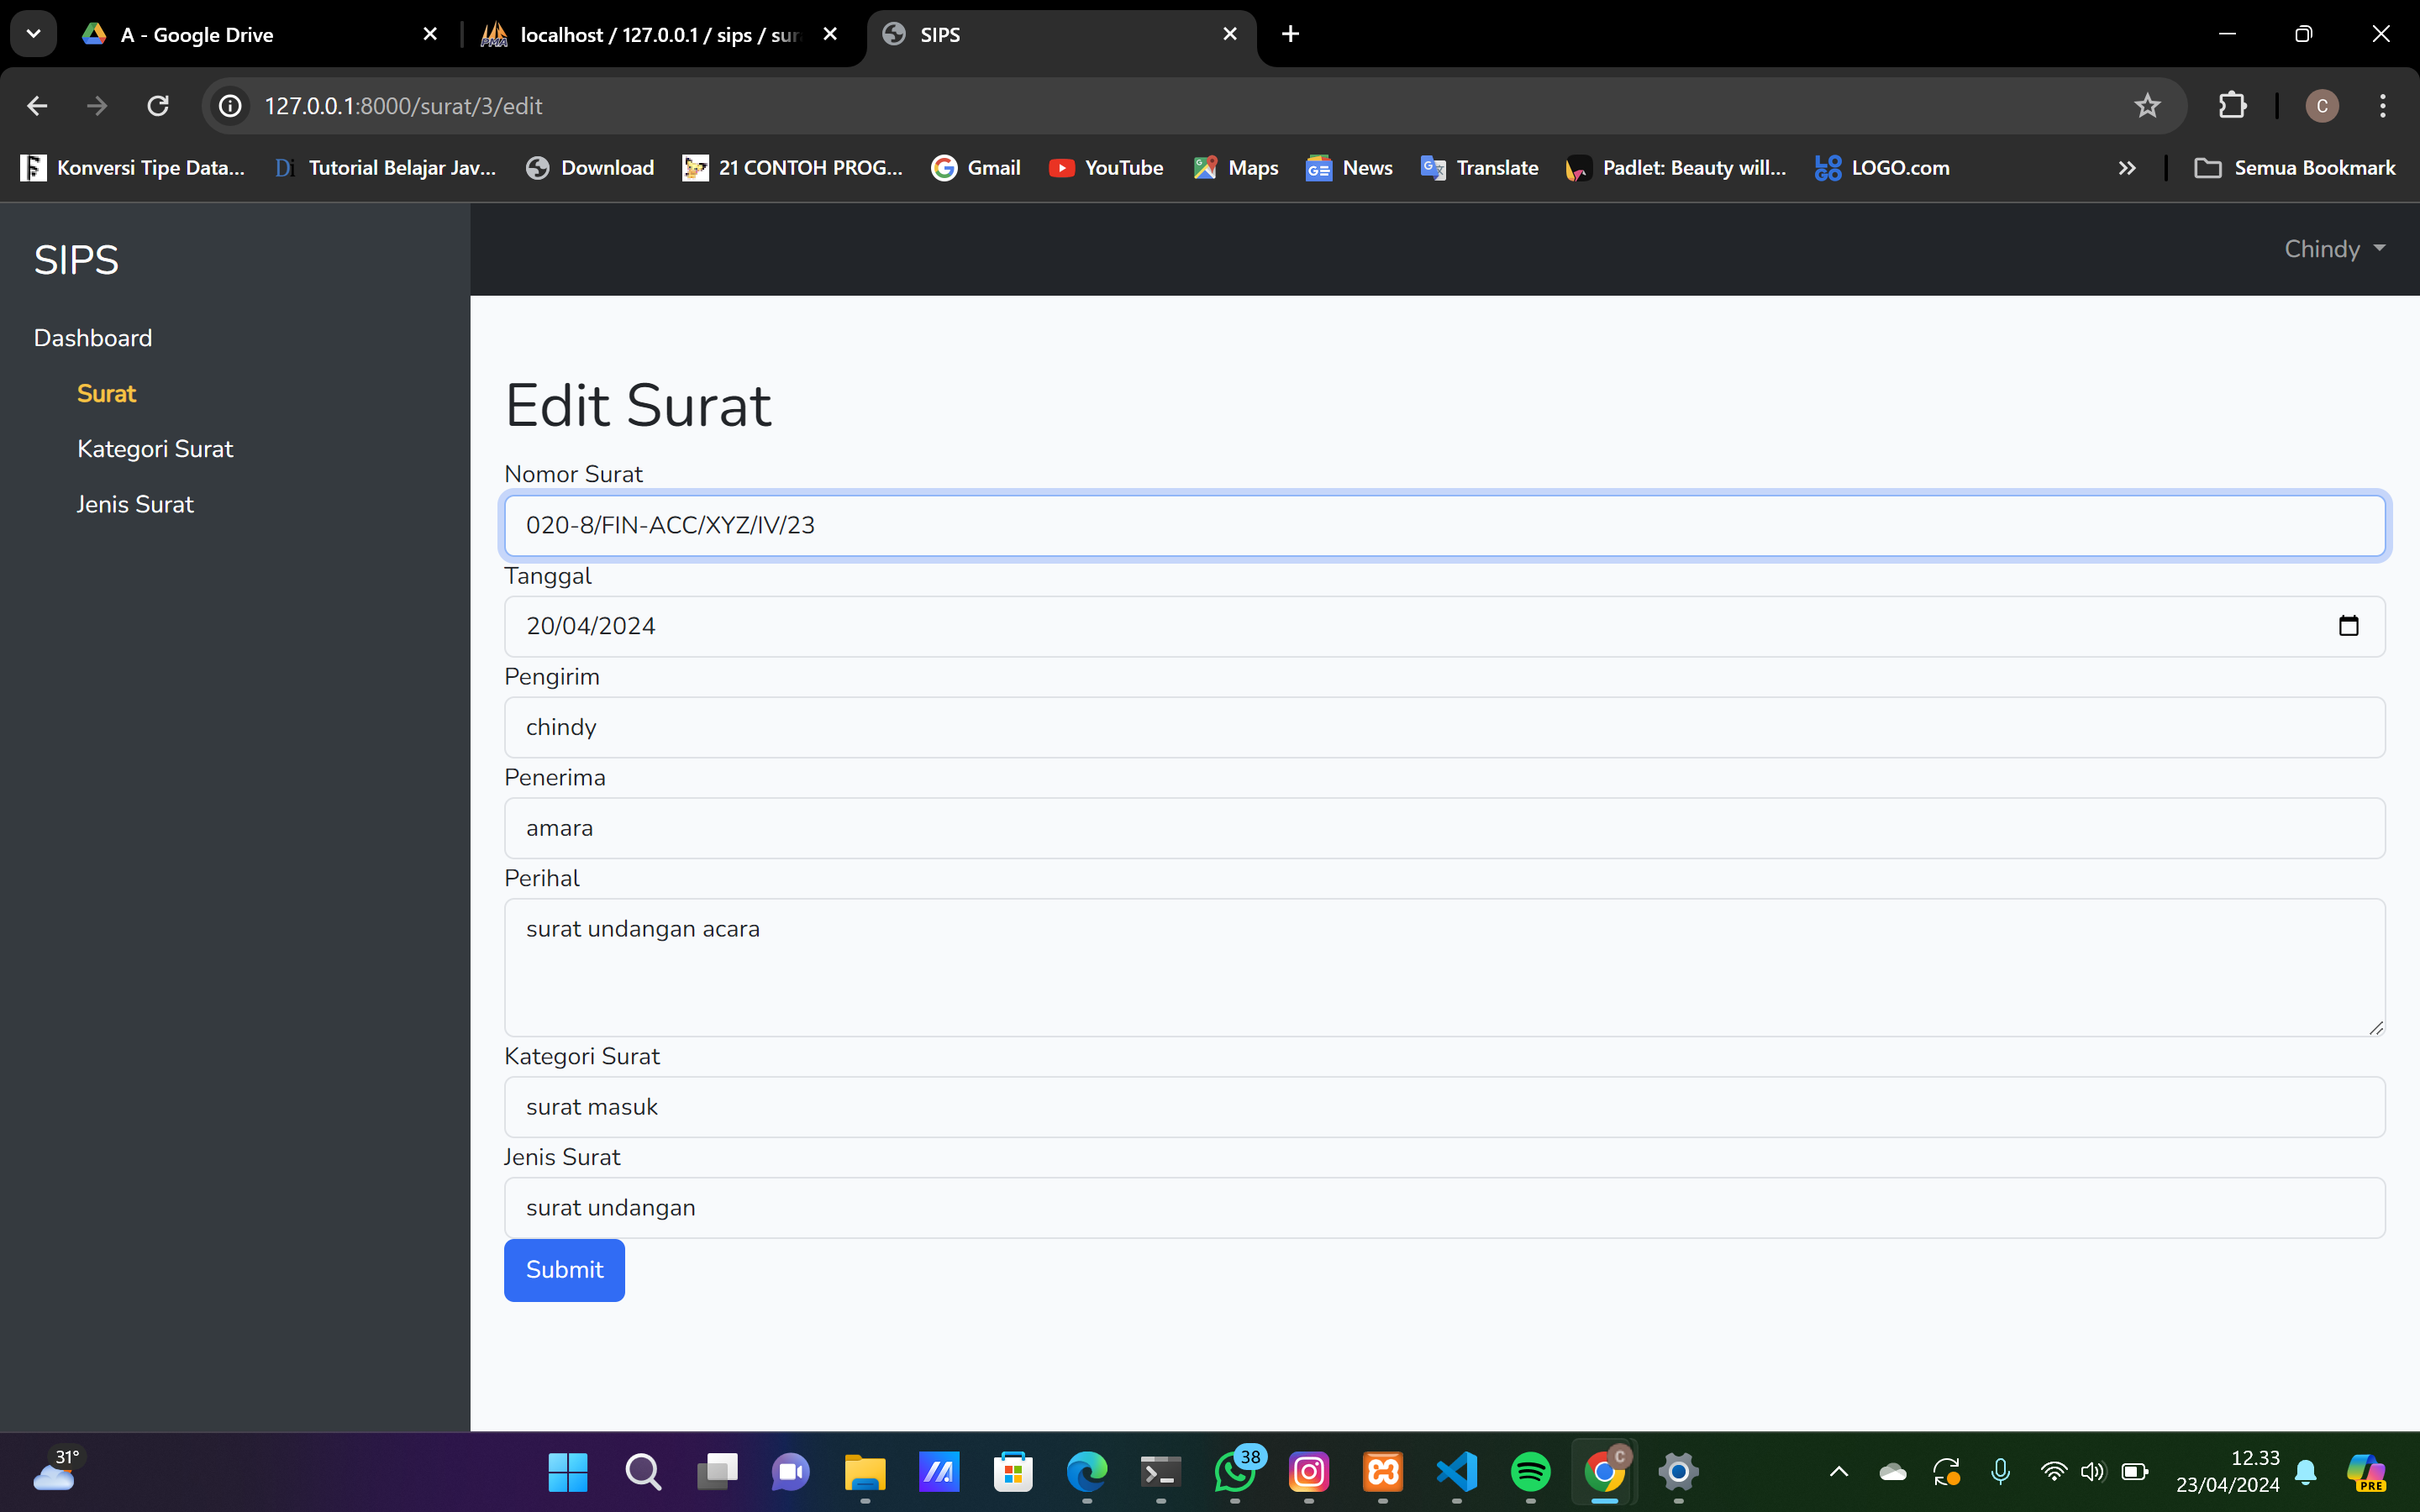 A - Google Drive
localhost / 127.0.0.1 / sips / sur
SIPS
127.0.0.1:8000/surat/3/edit
C
Konversi Tipe Data...
Tutorial Belajar Jav...
Download
21 CONTOH PROG...
Gmail
YouTube
Maps
News
Translate
Padlet: Beauty will...
LOGO.com
Semua Bookmark
SIPS
Chindy
Dashboard
Surat
Kategori Surat
Jenis Surat
Edit Surat
Nomor Surat
020-8/FIN-ACC/XYZ/IV/23
Tanggal
20/04/2024
Pengirim
chindy
Penerima
amara
Perihal
surat undangan acara
Kategori Surat
surat masuk
Jenis Surat
surat undangan
Submit
31°
38
C
12.33
23/04/2024
PRE